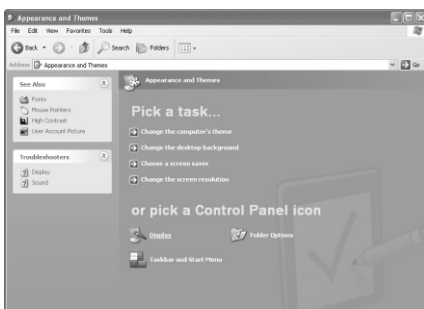 Appearance and Themes
File Edit View Favorites Tools Help
Back Search Folders
Address Appearance and Themes Go
See Also
Fonts
Mouse Pointers
High Contrast
User Account Picture
Troubleshooters
Display
Sound
Appearance and Themes
Pick a task...
Change the computer's theme
Change the desktop background
Choose a screen saver
Change the screen resolution
or pick a Control Panel icon
Display Folder Options
Taskbar and Start Menu